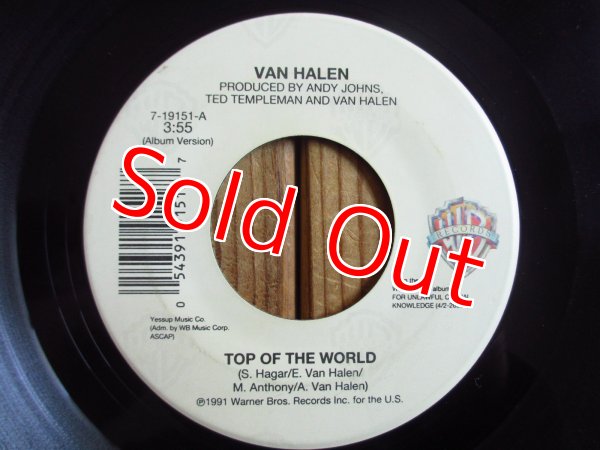 VAN HALEN
PRODUCED BY ANDY JOHNS,
TED TEMPLEMAN AND VAN HALEN
7-19151-A
3:55
(Album Version)
Sold Out
RECORDS
Yessup Music Co.
(Adm. by WB Music Corp.
ASCAP)
the
album
FOR UNLAWFUL
KNOWLEDGE
TOP OF THE WORLD
(S. Hagar/E. Van Halen/
M. Anthony/A. Van Halen)
℗1991 Warner Bros. Records Inc. for the U.S.